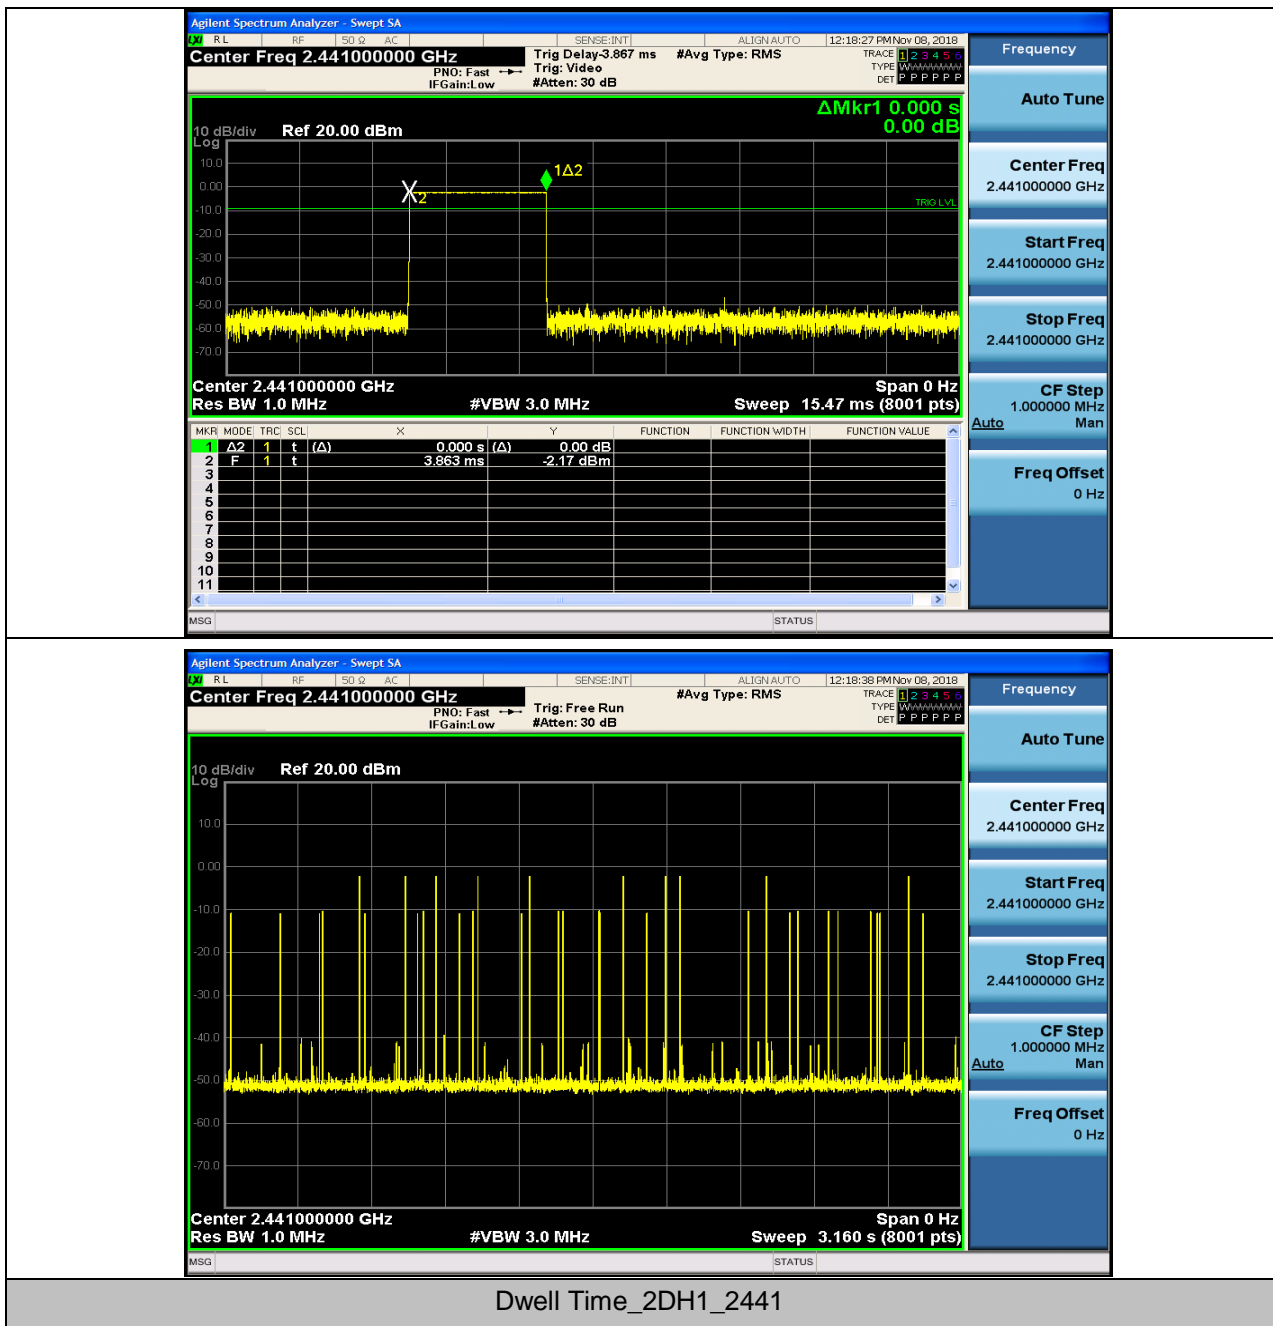 Agilent Spectrum Analyzer - Swept SA
LXI RL RF 50 Ω AC SENSE:INT ALIGN AUTO 12:18:27 PM Nov 08, 2018
Center Freq 2.441000000 GHz Trig Delay-3.867 ms #Avg Type: RMS TRACE 1 2 3 4 5 6
PNO: Fast Trig: Video TYPE WWWWWW
IFGain:Low #Atten: 30 dB DET P P P P P P
ΔMkr1 0.000 s
0.00 dB
10 dB/div Ref 20.00 dBm
Log
10.0
1Δ2
0.00
2
TRIG LVL
-10.0
-20.0
-30.0
-40.0
-50.0
-60.0
-70.0
Center 2.441000000 GHz Span 0 Hz
Res BW 1.0 MHz #VBW 3.0 MHz Sweep 15.47 ms (8001 pts)
MKR MODE TRC SCL X Y FUNCTION FUNCTION WIDTH FUNCTION VALUE
1 Δ2 1 t (Δ) 0.000 s (Δ) 0.00 dB
2 F 1 t 3.863 ms -2.17 dBm
3
4
5
6
7
8
9
10
11
MSG STATUS
Frequency
Auto Tune
Center Freq
2.441000000 GHz
Start Freq
2.441000000 GHz
Stop Freq
2.441000000 GHz
CF Step
1.000000 MHz
Auto Man
Freq Offset
0 Hz
Agilent Spectrum Analyzer - Swept SA
LXI RL RF 50 Ω AC SENSE:INT ALIGN AUTO 12:18:38 PM Nov 08, 2018
Center Freq 2.441000000 GHz #Avg Type: RMS TRACE 1 2 3 4 5 6
PNO: Fast Trig: Free Run TYPE WWWWWW
IFGain:Low #Atten: 30 dB DET P P P P P P
10 dB/div Ref 20.00 dBm
Log
10.0
0.00
-10.0
-20.0
-30.0
-40.0
-50.0
-60.0
-70.0
Center 2.441000000 GHz Span 0 Hz
Res BW 1.0 MHz #VBW 3.0 MHz Sweep 3.160 s (8001 pts)
MSG STATUS
Frequency
Auto Tune
Center Freq
2.441000000 GHz
Start Freq
2.441000000 GHz
Stop Freq
2.441000000 GHz
CF Step
1.000000 MHz
Auto Man
Freq Offset
0 Hz
Dwell Time_2DH1_2441